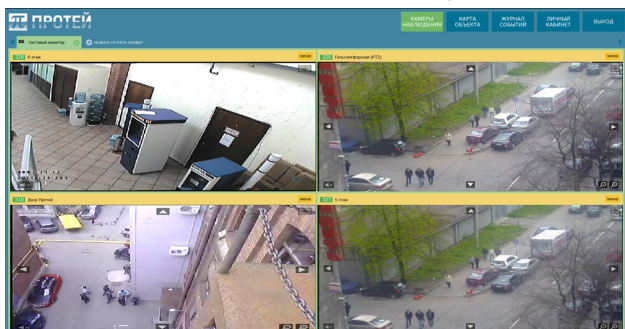 ПРОТЕЙ
КАМЕРЫ НАБЛЮДЕНИЯ
КАРТА ОБЪЕКТА
ЖУРНАЛ СОБЫТИЙ
ЛИЧНЫЙ КАБИНЕТ
ВЫХОД
Тестовый монитор
НОВАЯ ГРУППА КАМЕР
6 этаж
МЕНЮ
Гельсингфорсская (PTZ)
МЕНЮ
Двор Протей
МЕНЮ
5 этаж
МЕНЮ